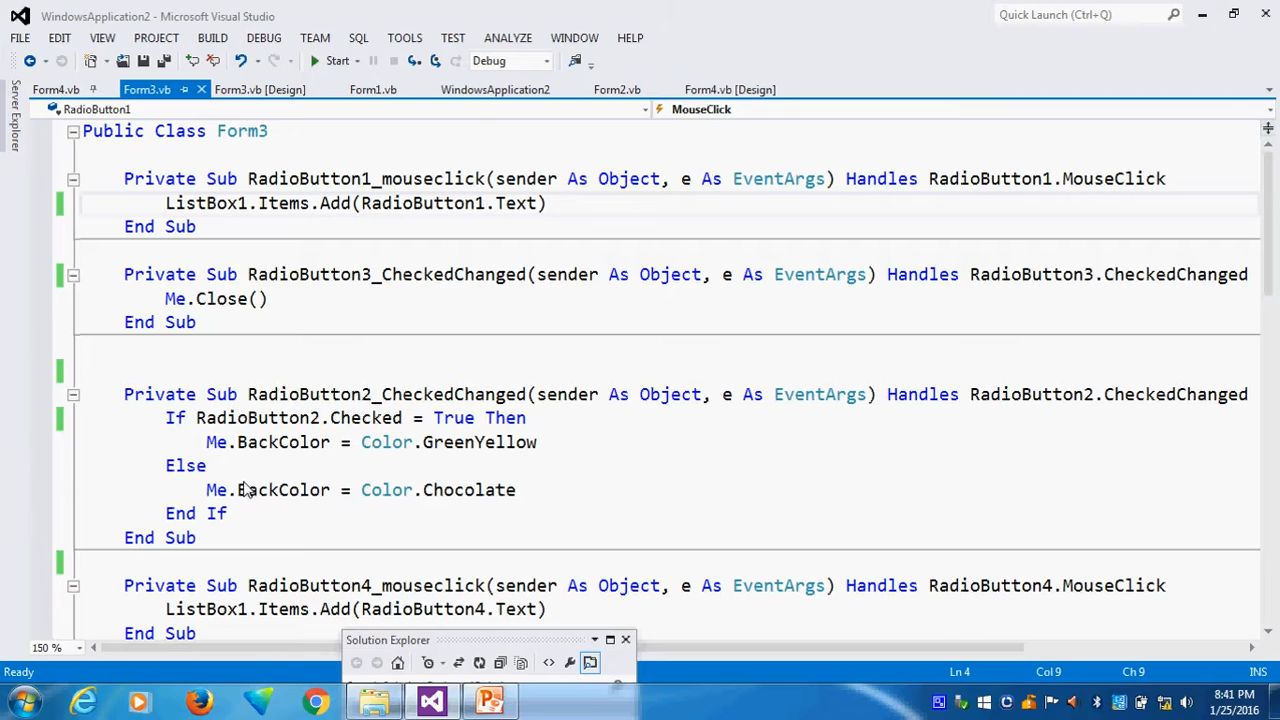 WindowsApplication2 - Microsoft Visual Studio
Quick Launch (Ctrl+Q)
FILE EDIT VIEW PROJECT BUILD DEBUG TEAM SQL TOOLS TEST ANALYZE WINDOW HELP
Start Debug
Server Explorer
Form4.vb Form3.vb Form3.vb [Design] Form1.vb WindowsApplication2 Form2.vb Form4.vb [Design]
RadioButton1 MouseClick
Public Class Form3
Private Sub RadioButton1_mouseclick(sender As Object, e As EventArgs) Handles RadioButton1.MouseClick
ListBox1.Items.Add(RadioButton1.Text)
End Sub
Private Sub RadioButton3_CheckedChanged(sender As Object, e As EventArgs) Handles RadioButton3.CheckedChanged
Me.Close()
End Sub
Private Sub RadioButton2_CheckedChanged(sender As Object, e As EventArgs) Handles RadioButton2.CheckedChanged
If RadioButton2.Checked = True Then
Me.BackColor = Color.GreenYellow
Else
Me.BackColor = Color.Chocolate
End If
End Sub
Private Sub RadioButton4_mouseclick(sender As Object, e As EventArgs) Handles RadioButton4.MouseClick
ListBox1.Items.Add(RadioButton4.Text)
End Sub
Solution Explorer
150 %
Ready Ln 4 Col 9 Ch 9 INS
8:41 PM
1/25/2016